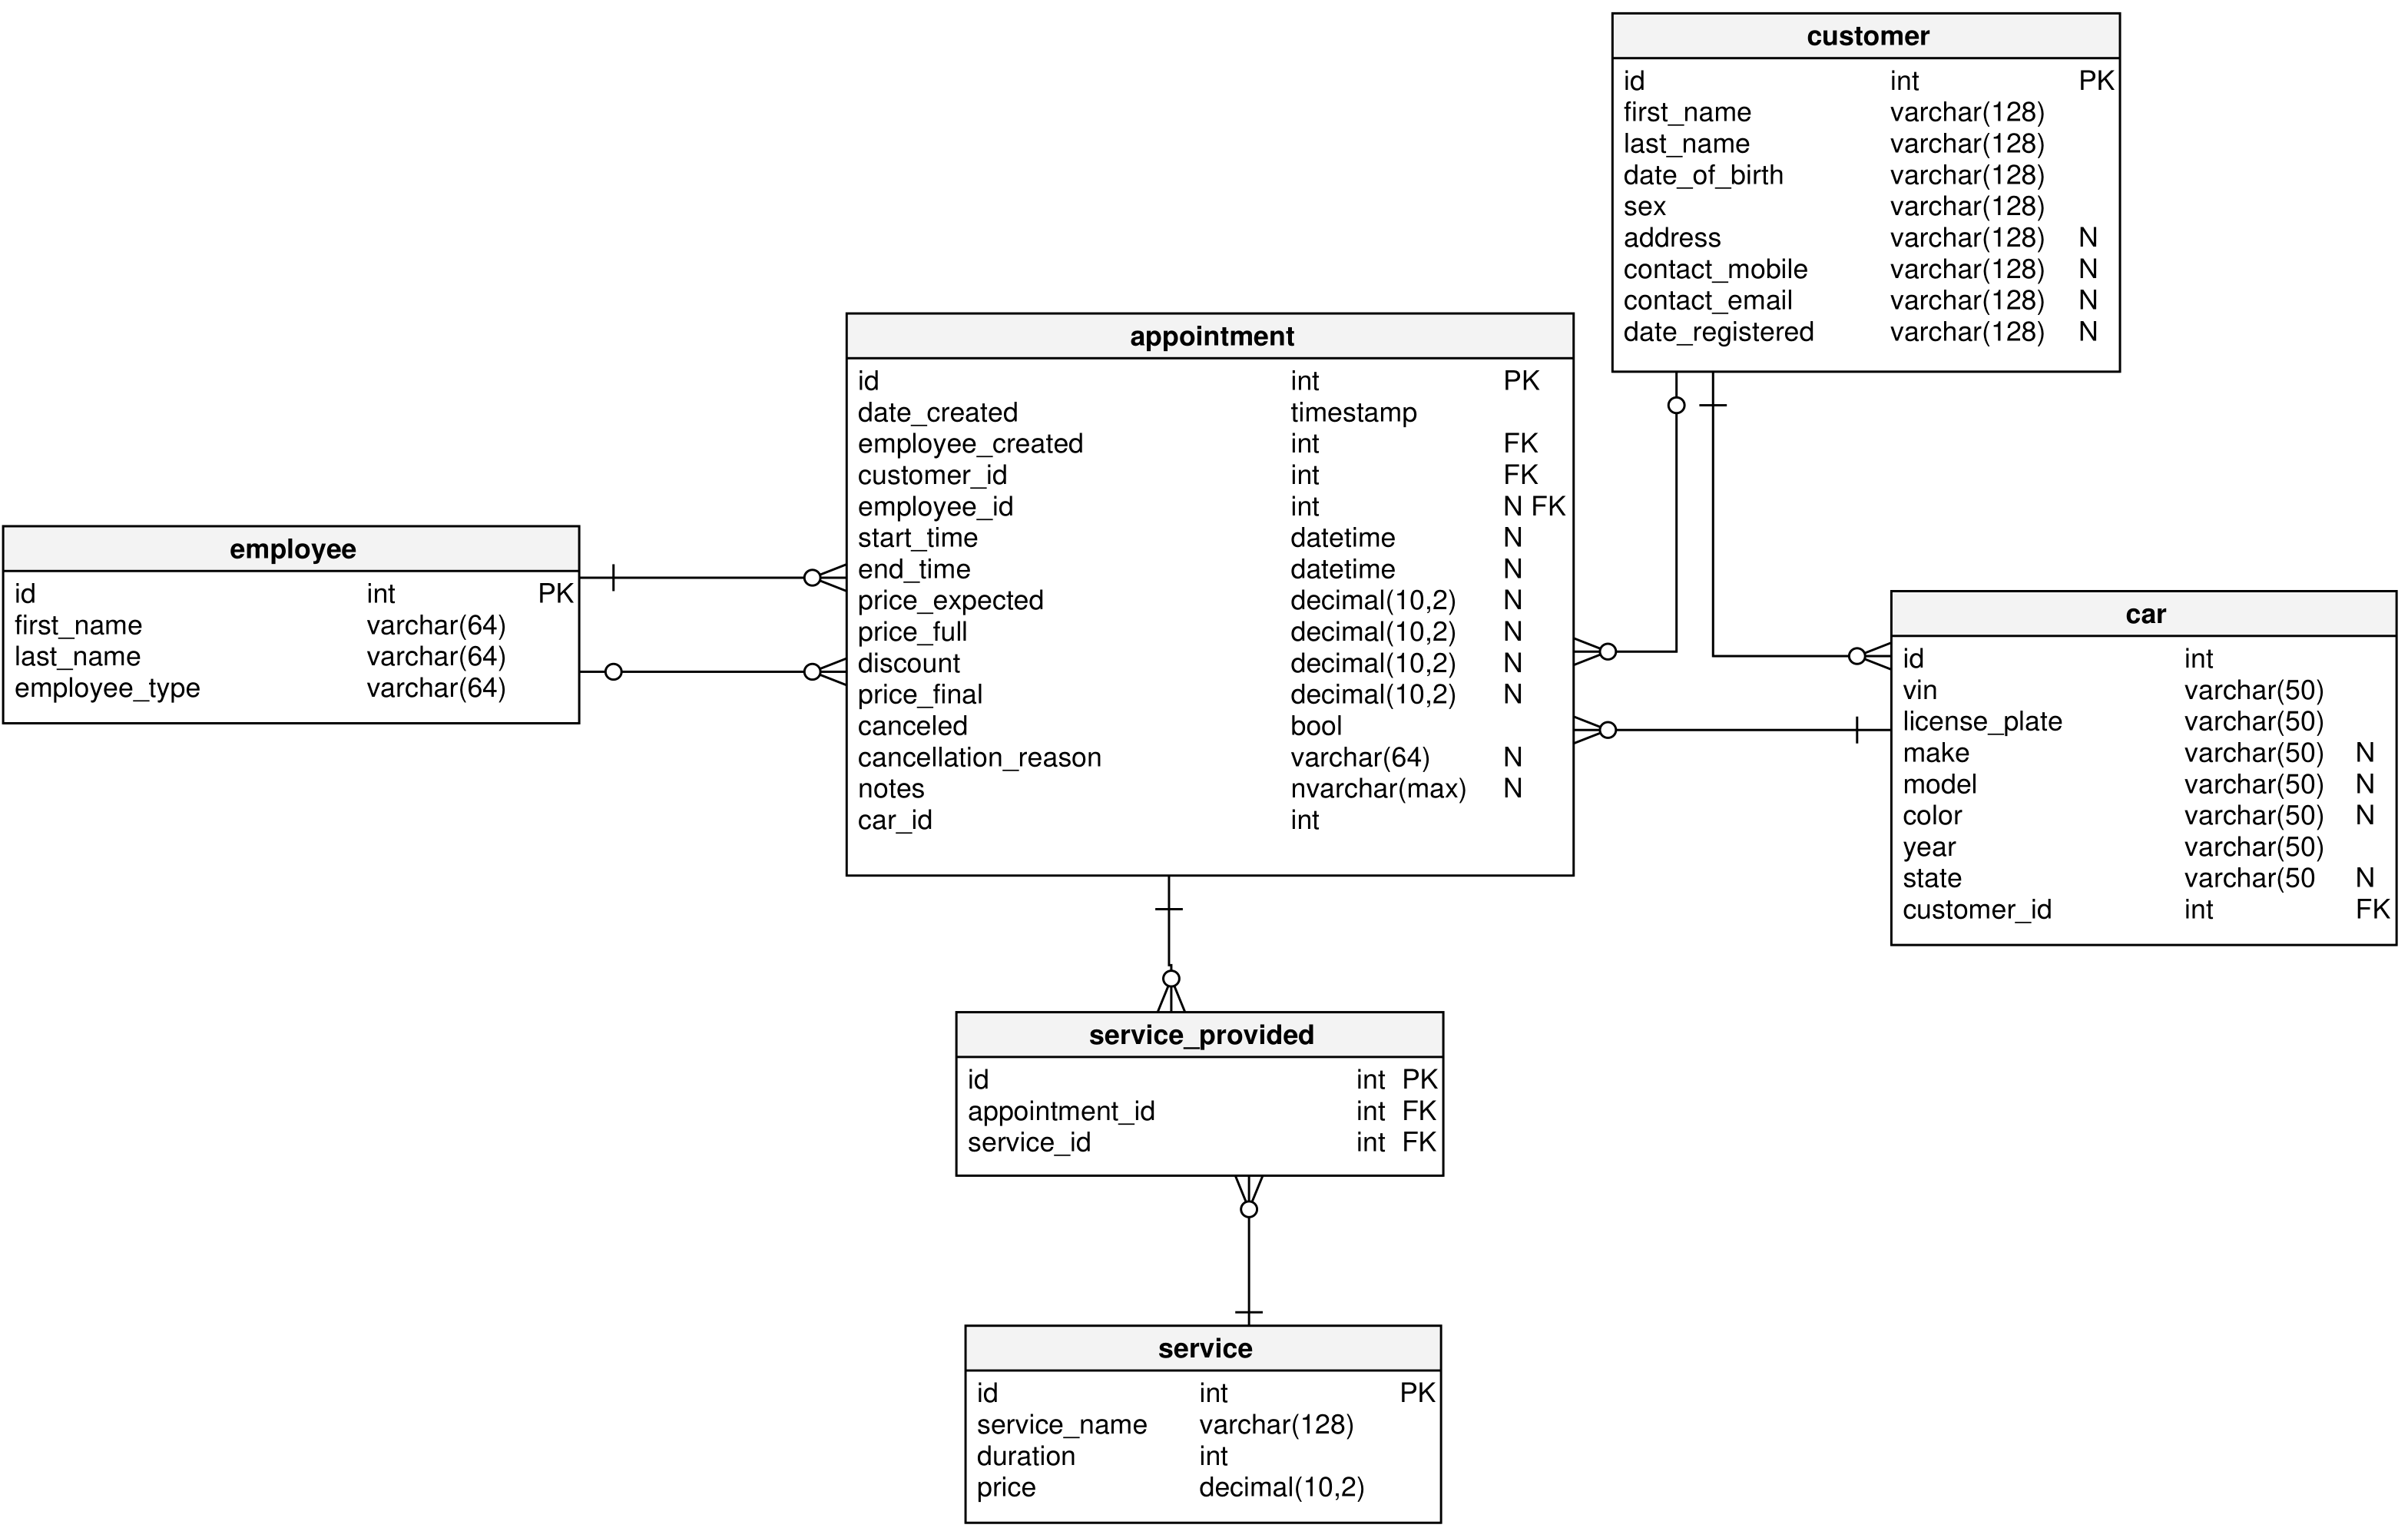 customer
id int PK
first_name varchar(128)
last_name varchar(128)
date_of_birth varchar(128)
sex varchar(128)
address varchar(128) N
contact_mobile varchar(128) N
contact_email varchar(128) N
date_registered varchar(128) N
appointment
id int PK
date_created timestamp
employee_created int FK
customer_id int FK
employee_id int N FK
start_time datetime N
end_time datetime N
price_expected decimal(10,2) N
price_full decimal(10,2) N
discount decimal(10,2) N
price_final decimal(10,2) N
canceled bool
cancellation_reason varchar(64) N
notes nvarchar(max) N
car_id int
employee
id int PK
first_name varchar(64)
last_name varchar(64)
employee_type varchar(64)
car
id int
vin varchar(50)
license_plate varchar(50)
make varchar(50) N
model varchar(50) N
color varchar(50) N
year varchar(50)
state varchar(50 N
customer_id int FK
service_provided
id int PK
appointment_id int FK
service_id int FK
service
id int PK
service_name varchar(128)
duration int
price decimal(10,2)